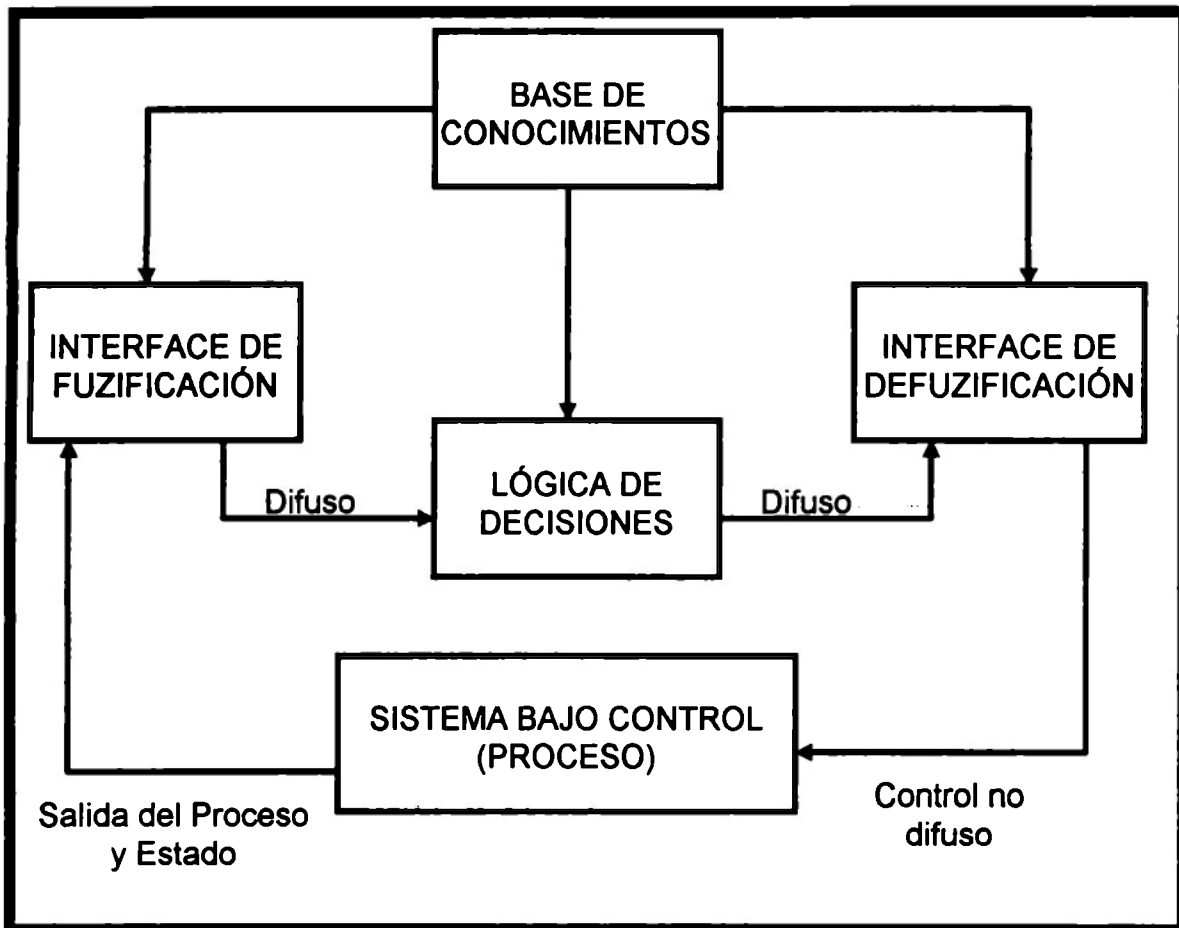 BASE DE
CONOCIMIENTOS
INTERFACE DE
FUZIFICACIÓN
INTERFACE DE
DEFUZIFICACIÓN
LÓGICA DE
DECISIONES
Difuso
Difuso
SISTEMA BAJO CONTROL
(PROCESO)
Salida del Proceso
y Estado
Control no
difuso